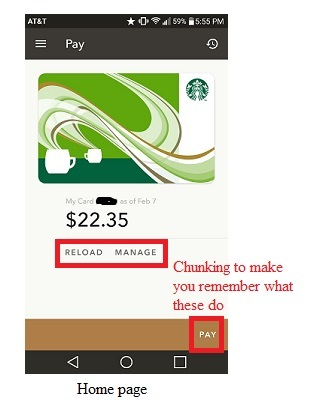 AT&T 59% 5:55 PM
Pay
My Card as of Feb 7
$22.35
RELOAD MANAGE
Chunking to make
you remember what
these do
PAY
Home page